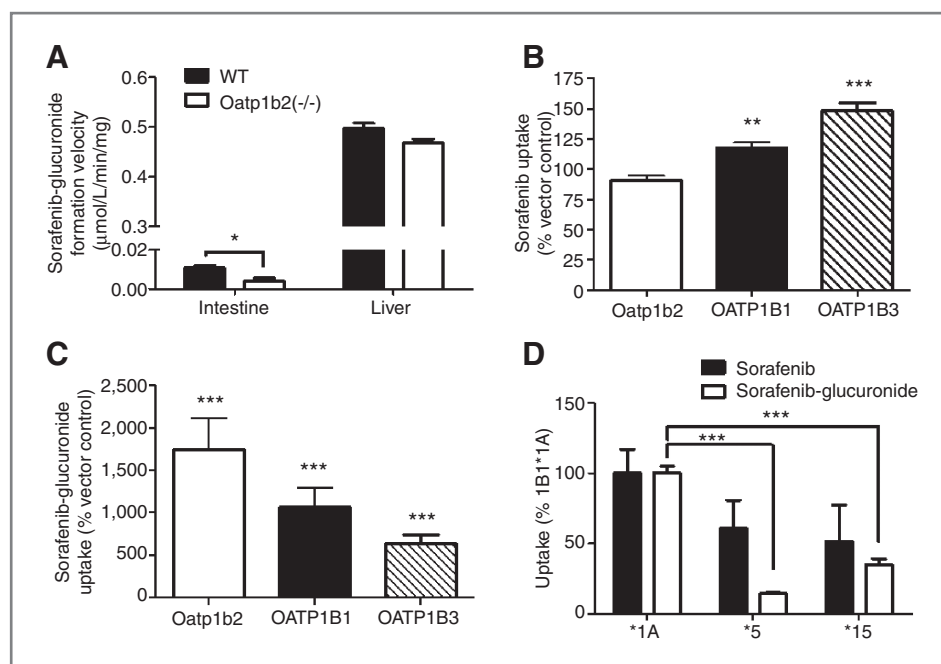 A
WT
Oatp1b2(-/-)
Sorafenib-glucuronide
formation velocity
(μmol/L/min/mg)
0.6
0.5
0.4
0.3
0.02
0.01
0.00
*
Intestine
Liver
B
Sorafenib uptake
(% vector control)
175
150
125
100
75
50
25
0
**
***
Oatp1b2
OATP1B1
OATP1B3
C
Sorafenib-glucuronide
uptake (% vector control)
2,500
2,000
1,500
1,000
500
0
***
***
***
Oatp1b2
OATP1B1
OATP1B3
D
Sorafenib
Sorafenib-glucuronide
Uptake (% 1B1*1A)
150
100
50
0
***
***
*1A
*5
*15